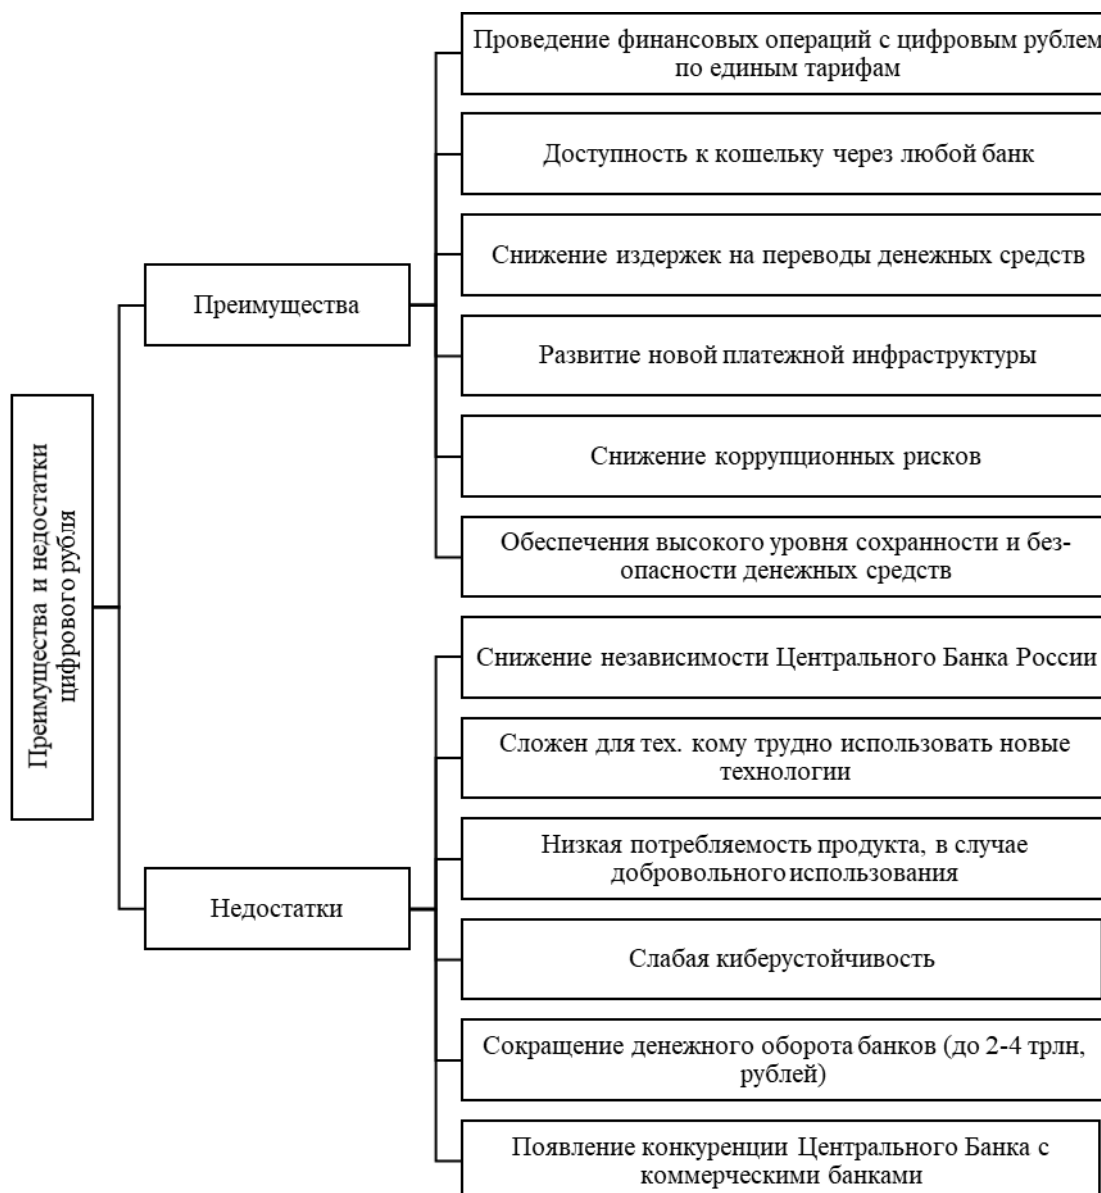 Преимущества и недостатки
цифрового рубля
Преимущества
Проведение финансовых операций с цифровым рублем
по единым тарифам
Доступность к кошельку через любой банк
Снижение издержек на переводы денежных средств
Развитие новой платежной инфраструктуры
Снижение коррупционных рисков
Обеспечения высокого уровня сохранности и без-
опасности денежных средств
Недостатки
Снижение независимости Центрального Банка России
Сложен для тех. кому трудно использовать новые
технологии
Низкая потребляемость продукта, в случае
добровольного использования
Слабая киберустойчивость
Сокращение денежного оборота банков (до 2-4 трлн,
рублей)
Появление конкуренции Центрального Банка с
коммерческими банками